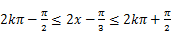 2kπ − π/2 ≤ 2x − π/3 ≤ 2kπ + π/2